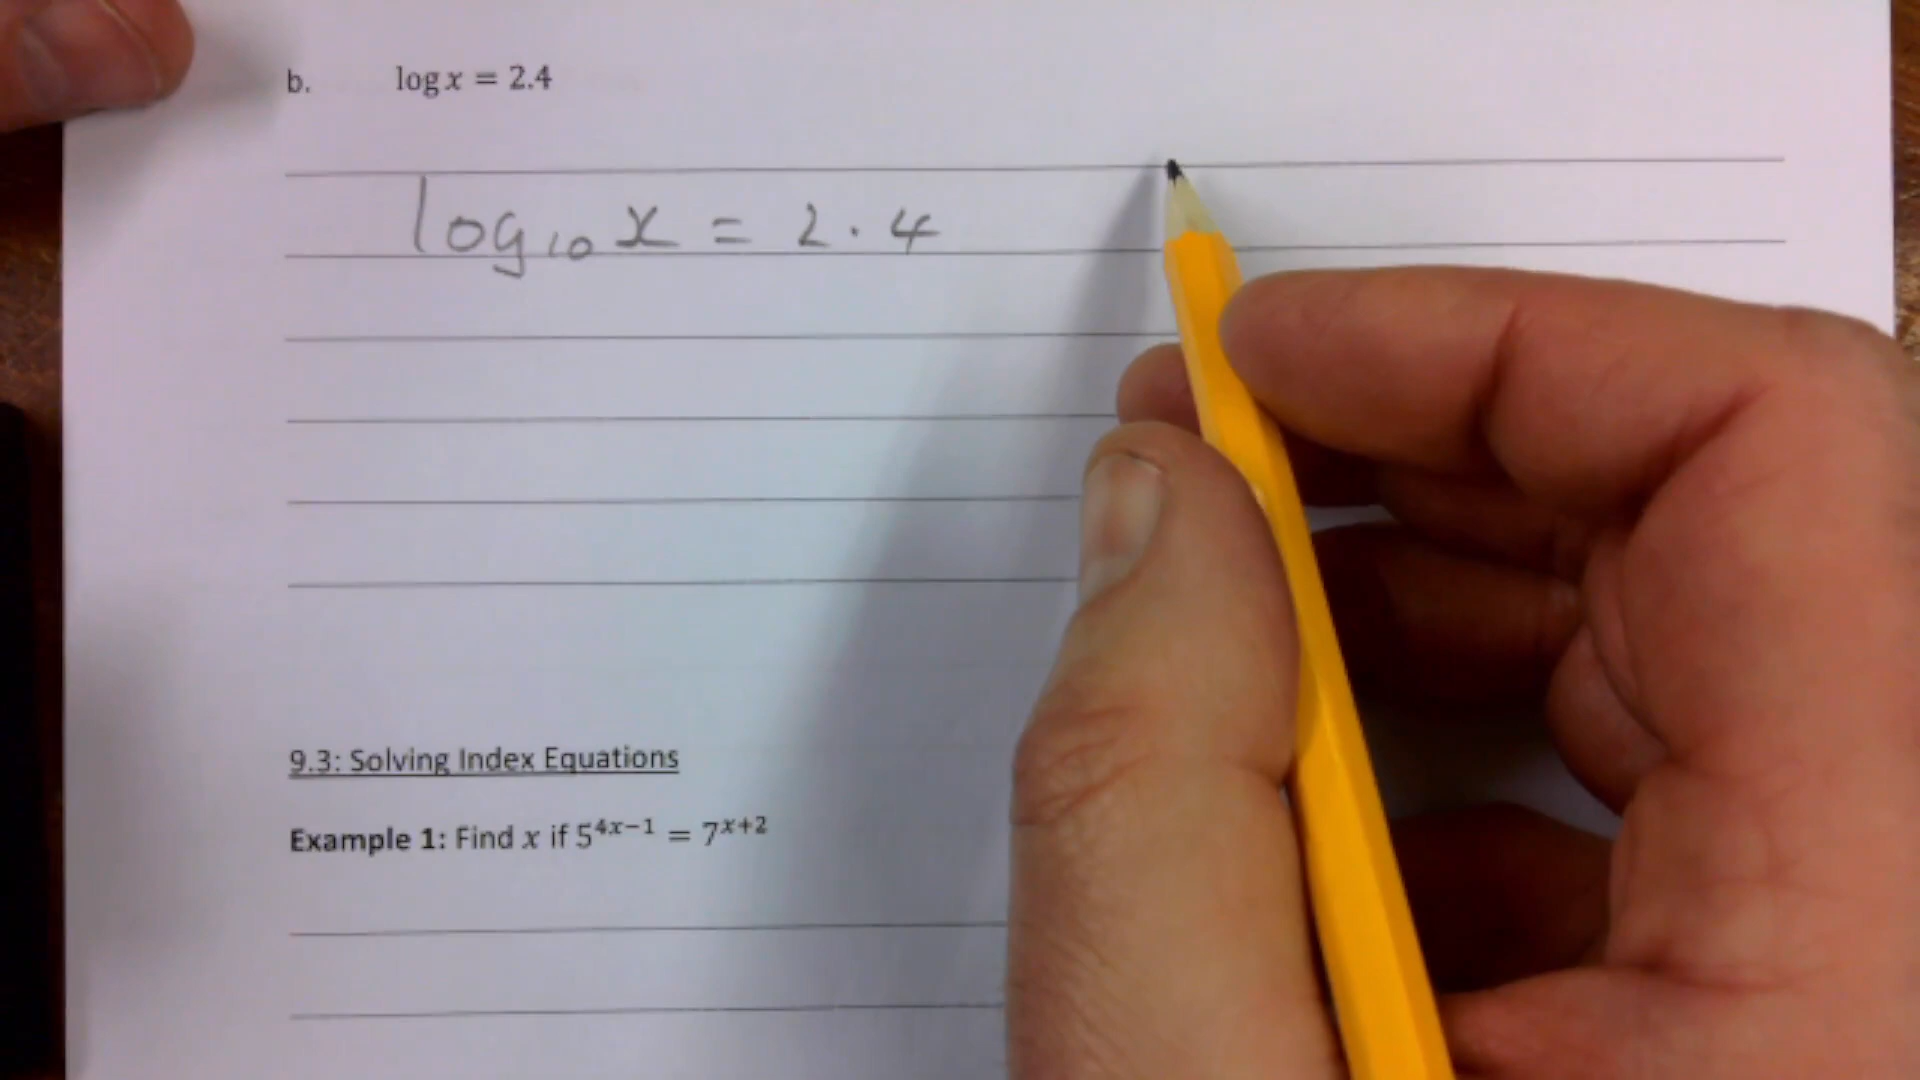 b. log x = 2.4
log₁₀ x = 2.4
9.3: Solving Index Equations
Example 1: Find x if 5⁴ˣ⁻¹ = 7ˣ⁺²